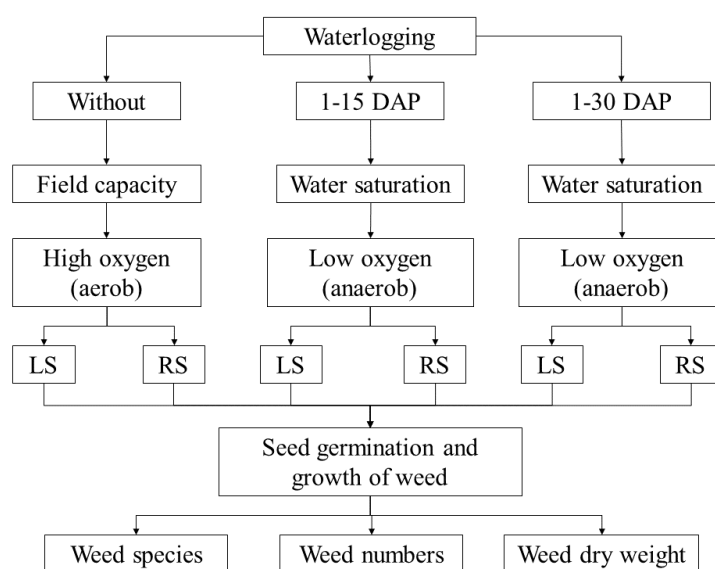 Waterlogging
Without
1-15 DAP
1-30 DAP
Field capacity
Water saturation
Water saturation
High oxygen
(aerob)
Low oxygen
(anaerob)
Low oxygen
(anaerob)
LS
RS
LS
RS
LS
RS
Seed germination and
growth of weed
Weed species
Weed numbers
Weed dry weight